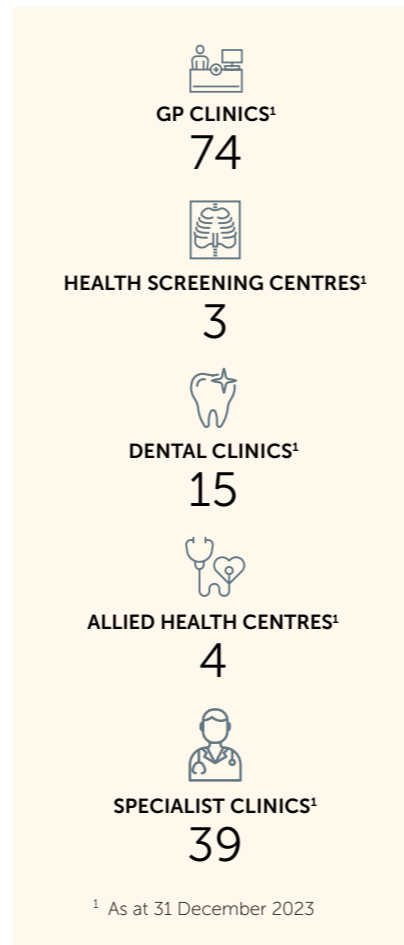 GP CLINICS¹
74
HEALTH SCREENING CENTRES¹
3
DENTAL CLINICS¹
15
ALLIED HEALTH CENTRES¹
4
SPECIALIST CLINICS¹
39
¹ As at 31 December 2023